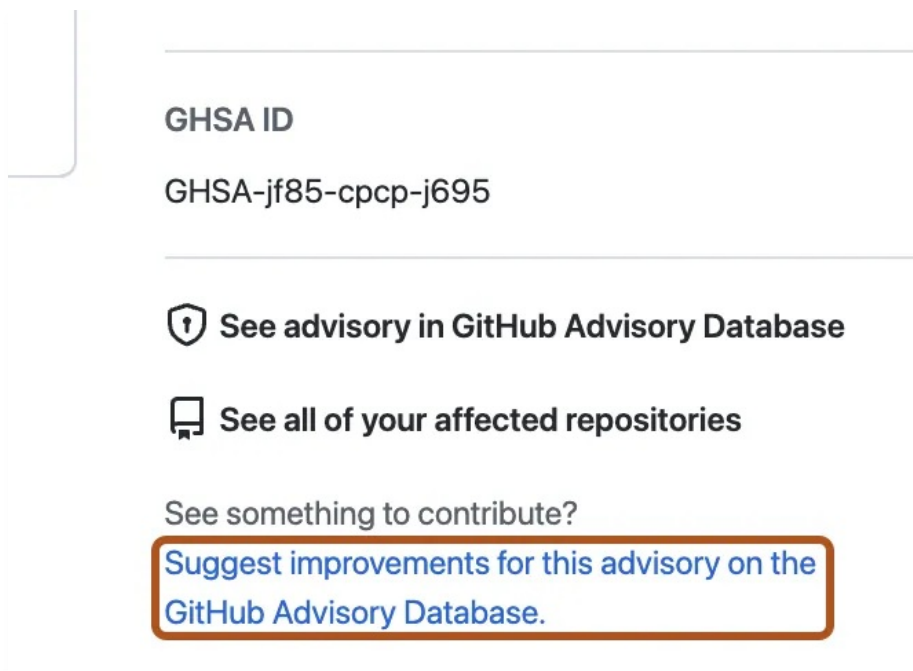 GHSA ID
GHSA-jf85-cpcp-j695
See advisory in GitHub Advisory Database
See all of your affected repositories
See something to contribute?
Suggest improvements for this advisory on the
GitHub Advisory Database.